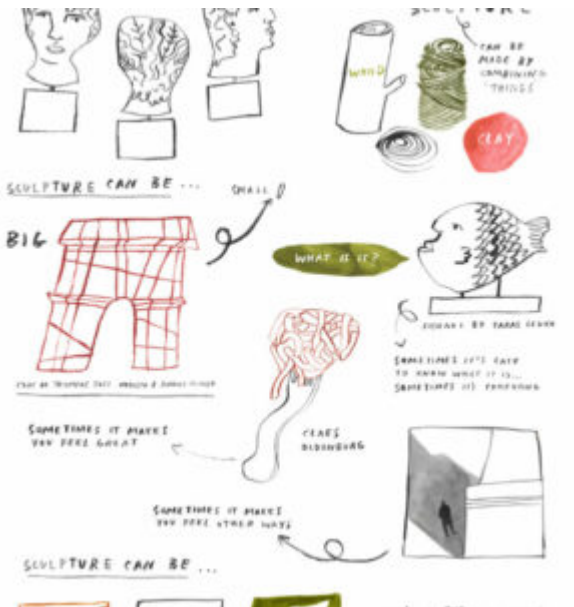 SCULPTURE
CAN BE
MADE BY
COMBINING
THINGS
WOOD
CLAY
SCULPTURE CAN BE ...
SMALL
BIG
WHAT IS IT?
SOMETIMES IT'S EASY
TO KNOW WHAT IT IS...
SOMETIMES IT'S CONFUSING
SOMETIMES IT MAKES
YOU FEEL GREAT
CLAES
OLDENBURG
SOMETIMES IT MAKES
YOU FEEL OTHER WAYS
SCULPTURE CAN BE ...